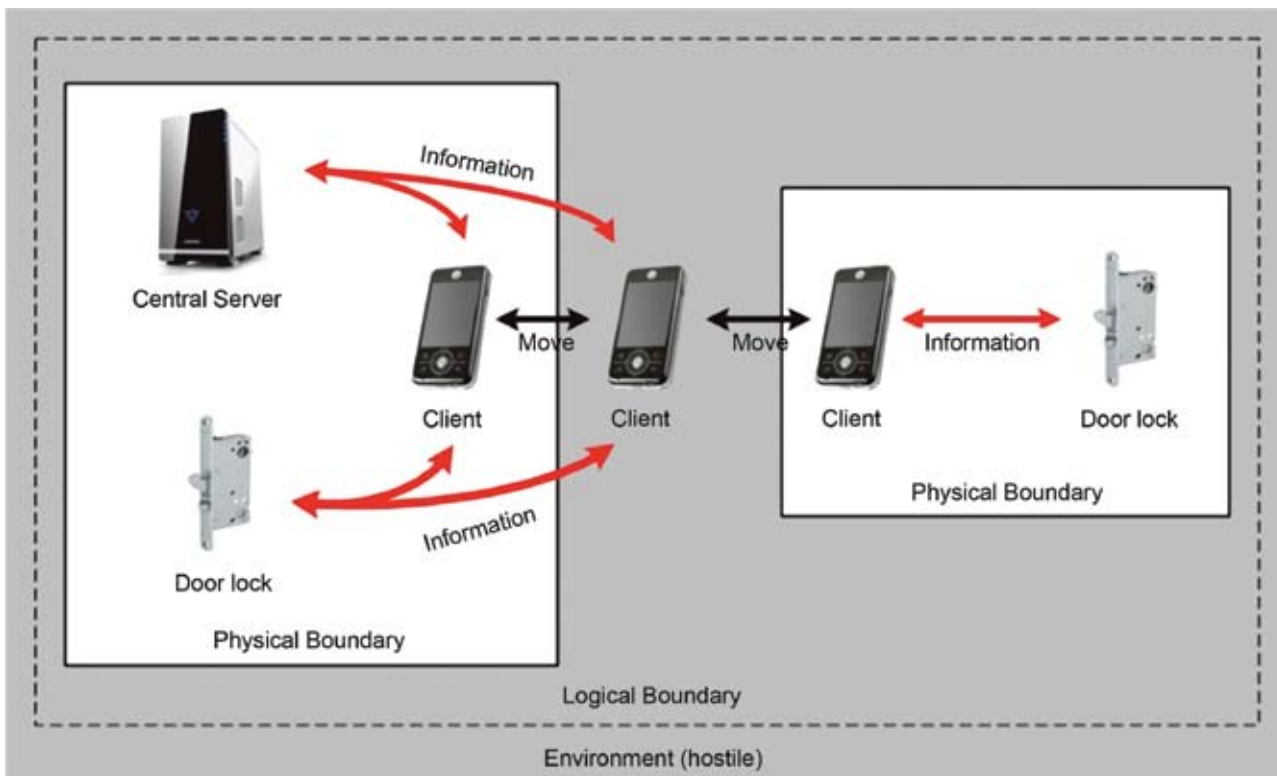 Information
Central Server
Move
Move
Information
Client
Client
Client
Door lock
Information
Physical Boundary
Door lock
Physical Boundary
Logical Boundary
Environment (hostile)